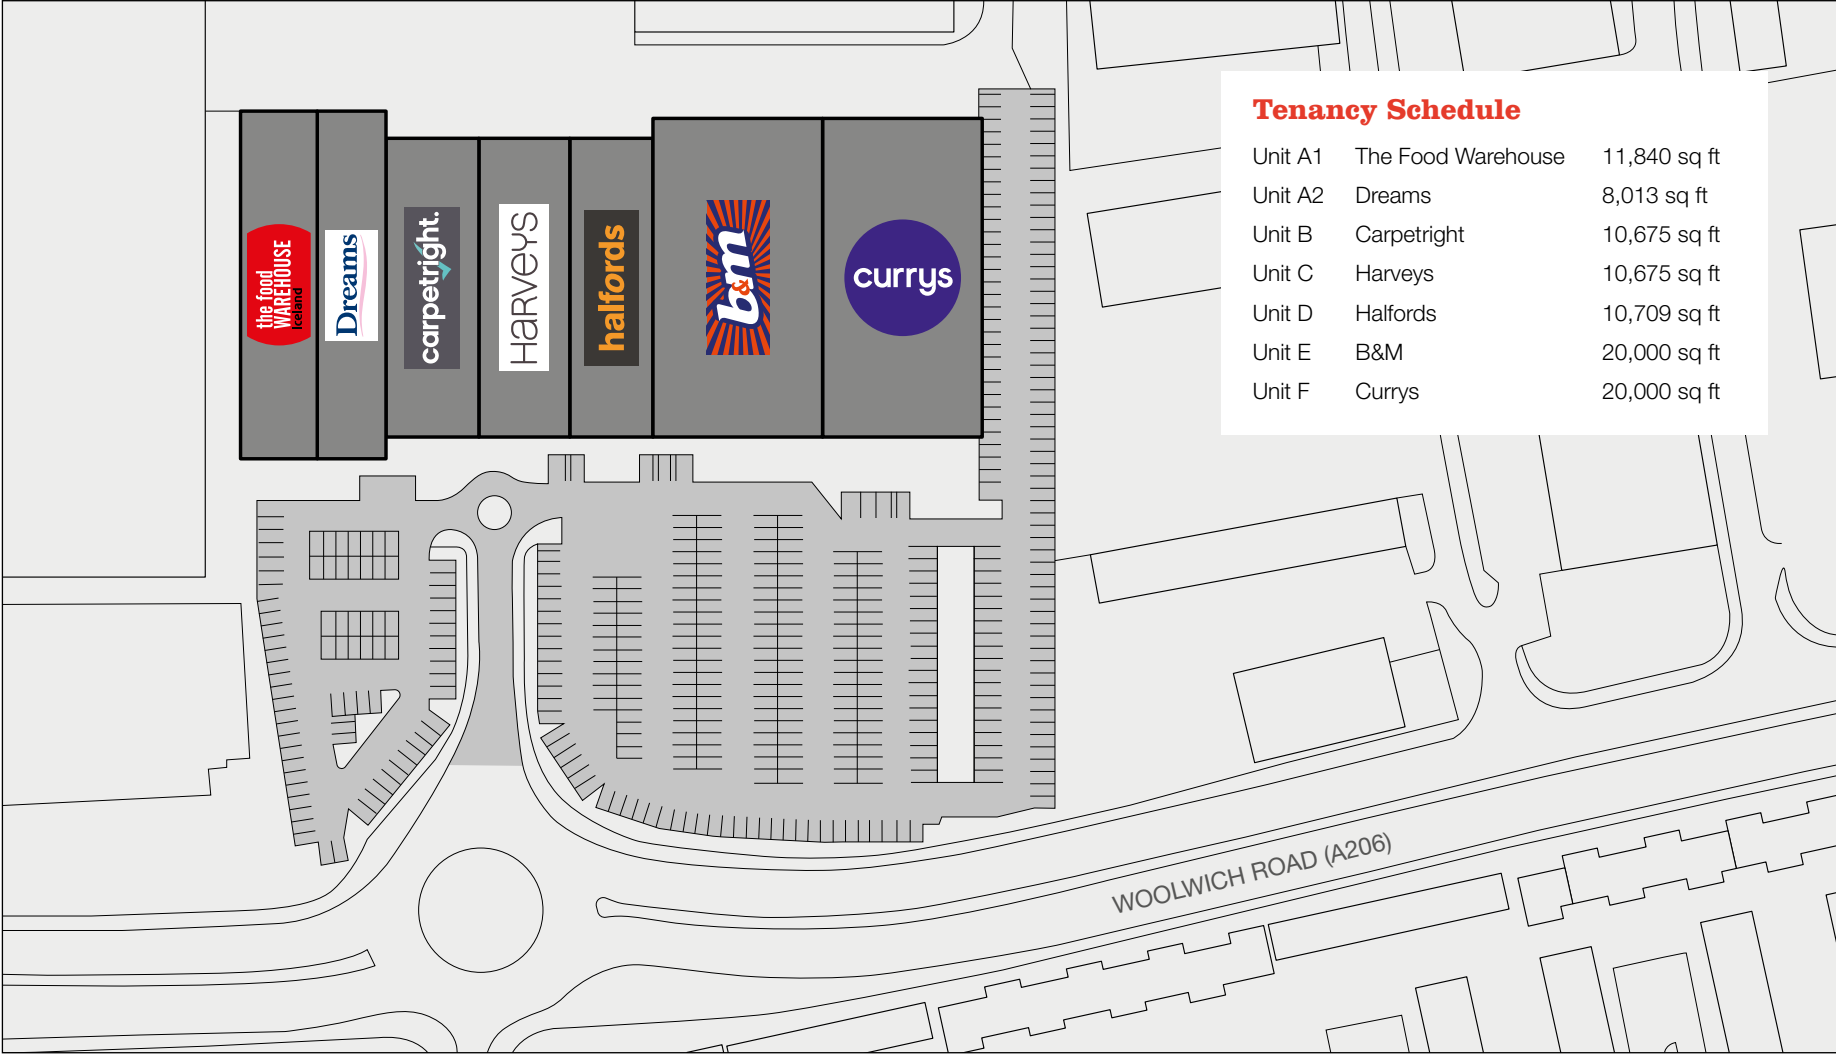 Tenancy Schedule
Unit A1 The Food Warehouse 11,840 sq ft
Unit A2 Dreams 8,013 sq ft
Unit B Carpetright 10,675 sq ft
Unit C Harveys 10,675 sq ft
Unit D Halfords 10,709 sq ft
Unit E B&M 20,000 sq ft
Unit F Currys 20,000 sq ft
the food
WAREHOUSE
Iceland
Dreams
carpetright.
HARVEYS
halfords
b&m
currys
WOOLWICH ROAD (A206)